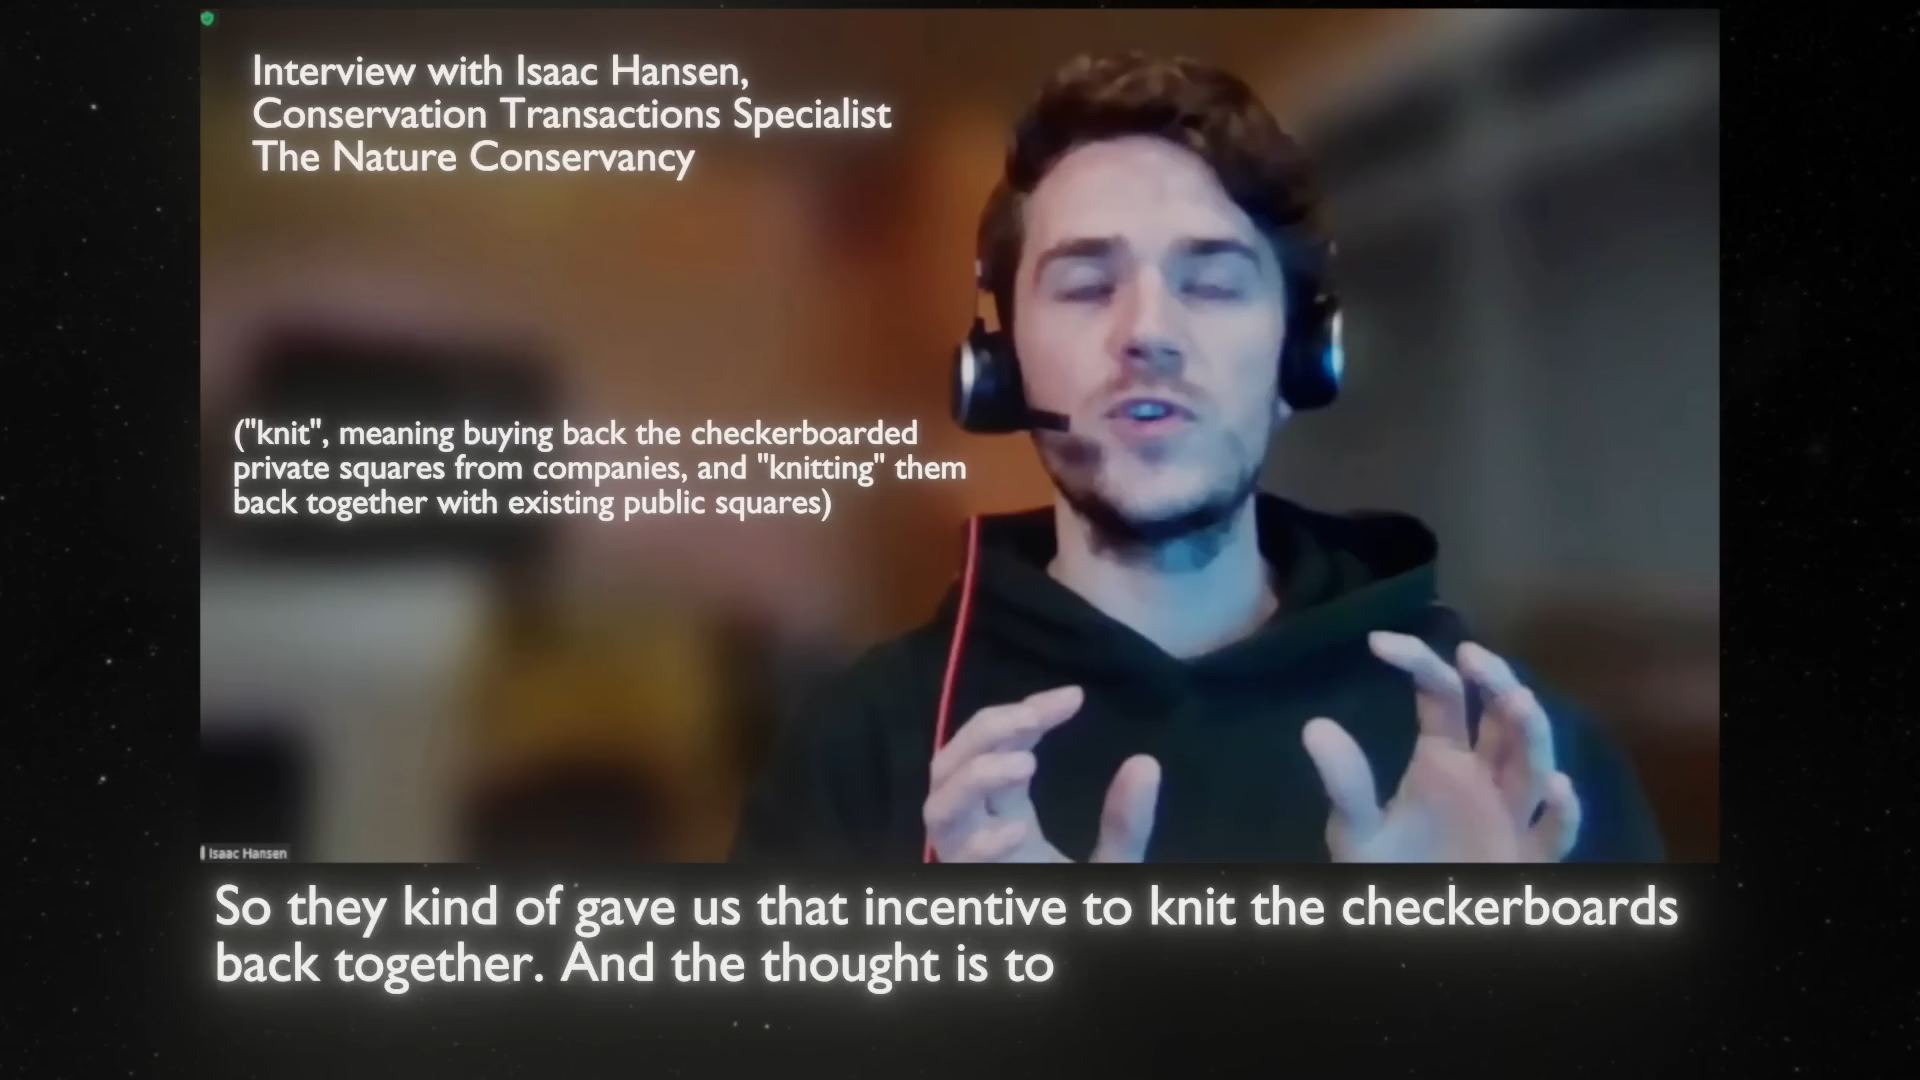 Interview with Isaac Hansen,
Conservation Transactions Specialist
The Nature Conservancy
("knit", meaning buying back the checkerboarded
private squares from companies, and "knitting" them
back together with existing public squares)
Isaac Hansen
So they kind of gave us that incentive to knit the checkerboards
back together. And the thought is to